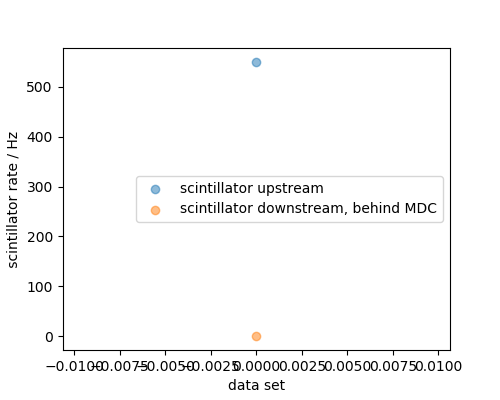 500
400
300
200
100
0
scintillator rate / Hz
scintillator upstream
scintillator downstream, behind MDC
−0.0100 −0.0075 −0.0050 −0.0025 0.0000 0.0025 0.0050 0.0075 0.0100
data set